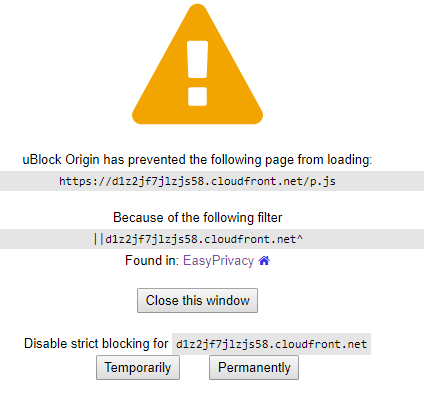 uBlock Origin has prevented the following page from loading:
https://d1z2jf7jlzjs58.cloudfront.net/p.js
Because of the following filter
||d1z2jf7jlzjs58.cloudfront.net^
Found in: EasyPrivacy
Close this window
Disable strict blocking for d1z2jf7jlzjs58.cloudfront.net
Temporarily Permanently